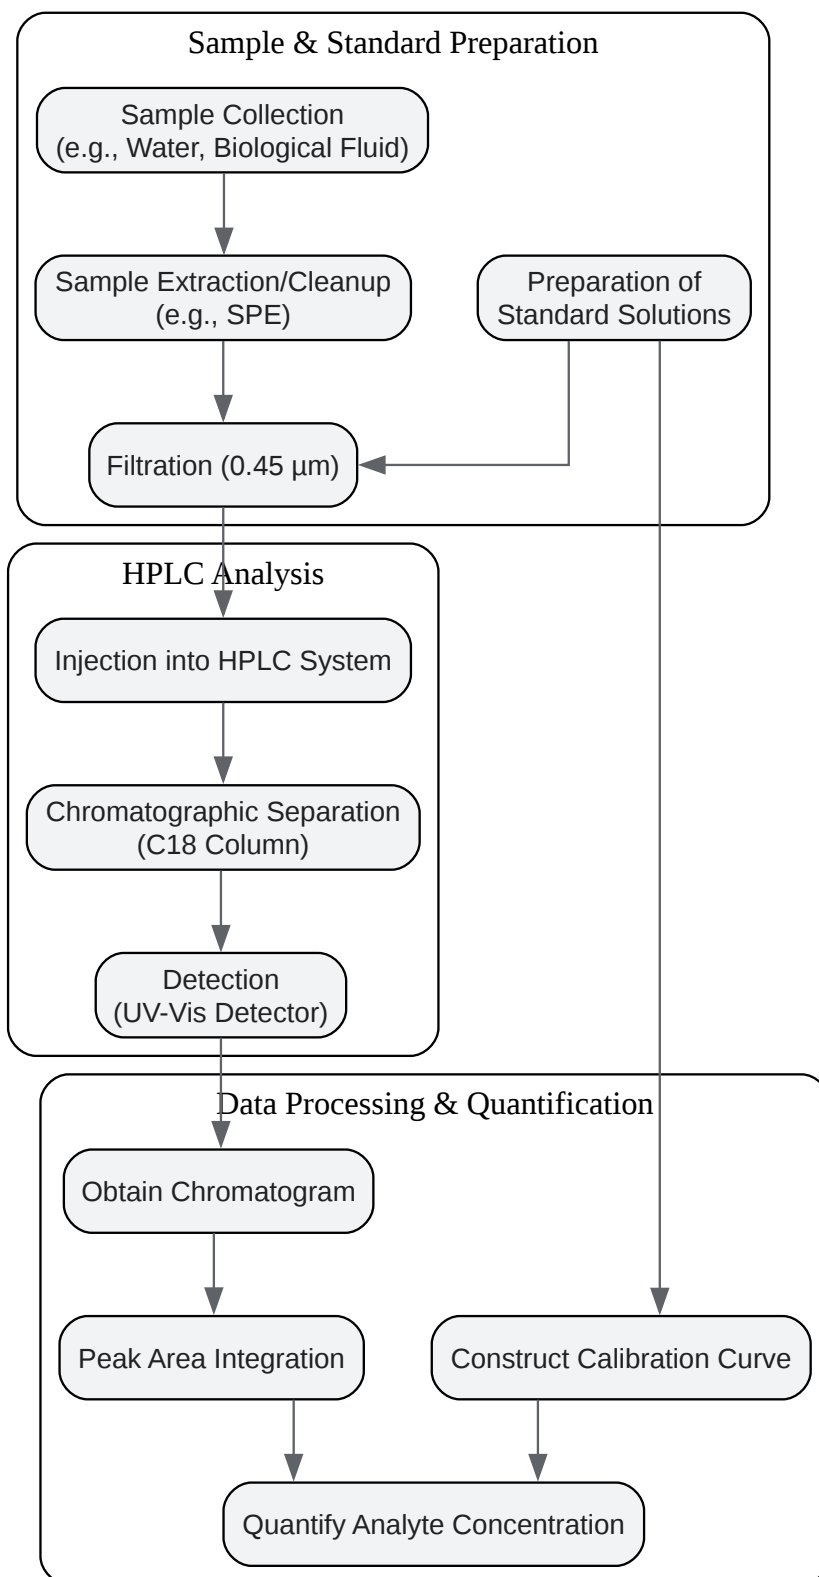 Sample & Standard Preparation
Sample Collection
(e.g., Water, Biological Fluid)
Sample Extraction/Cleanup
(e.g., SPE)
Preparation of
Standard Solutions
Filtration (0.45 µm)
HPLC Analysis
Injection into HPLC System
Chromatographic Separation
(C18 Column)
Detection
(UV-Vis Detector)
Data Processing & Quantification
Obtain Chromatogram
Peak Area Integration
Construct Calibration Curve
Quantify Analyte Concentration